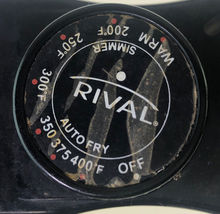 WARM
200°F
SIMMER
250°F
300°F
350
375
400°F
AUTO FRY
OFF
RIVAL®